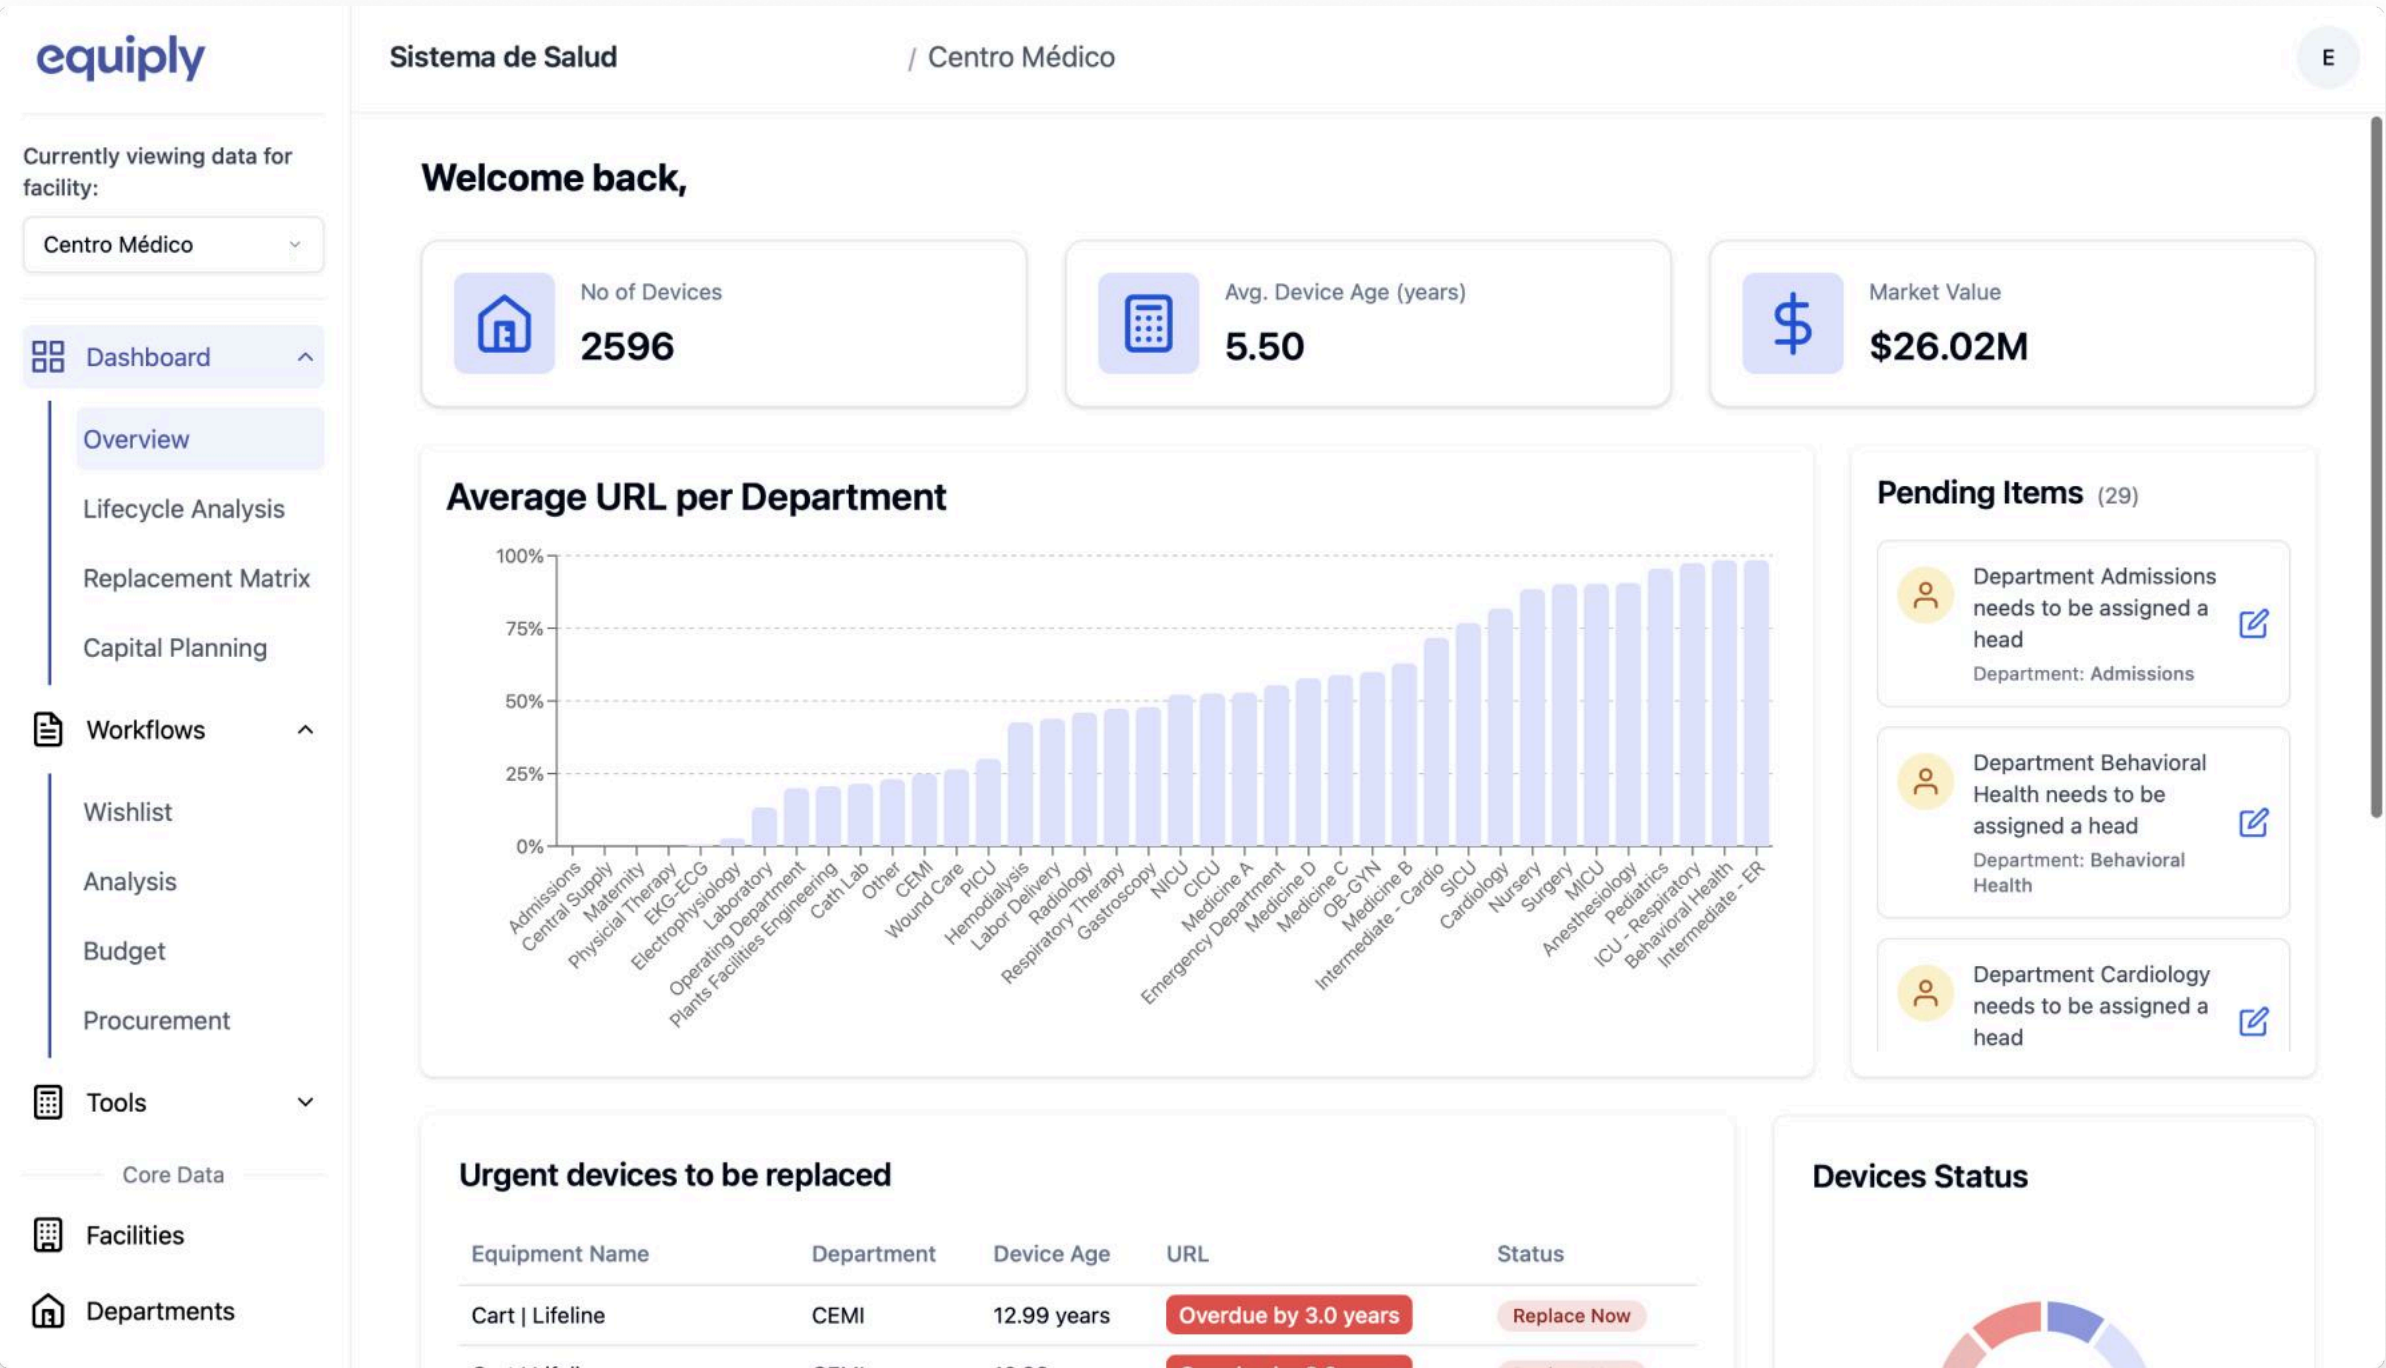 equiply
Currently viewing data for
facility:
Centro Médico
Dashboard
Overview
Lifecycle Analysis
Replacement Matrix
Capital Planning
Workflows
Wishlist
Analysis
Budget
Procurement
Tools
Core Data
Facilities
Departments
Sistema de Salud / Centro Médico
E
Welcome back,
No of Devices
2596
Avg. Device Age (years)
5.50
Market Value
$26.02M
Average URL per Department
100%
75%
50%
25%
0%
Admissions
Central Supply
Maternity
Physicial Therapy
EKG-ECG
Electrophysiology
Laboratory
Operating Department
Plants Facilities Engineering
Cath Lab
Other
CEMI
Wound Care
PICU
Hemodialysis
Labor Delivery
Radiology
Respiratory Therapy
Gastroscopy
NICU
CICU
Medicine A
Emergency Department
Medicine D
Medicine C
OB-GYN
Medicine B
Intermediate - Cardio
SICU
Cardiology
Nursery
Surgery
MICU
Anesthesiology
Pediatrics
ICU - Respiratory
Behavioral Health
Intermediate - ER
Pending Items (29)
Department Admissions
needs to be assigned a
head
Department: Admissions
Department Behavioral
Health needs to be
assigned a head
Department: Behavioral
Health
Department Cardiology
needs to be assigned a
head
Urgent devices to be replaced
Equipment Name Department Device Age URL Status
Cart | Lifeline CEMI 12.99 years Overdue by 3.0 years Replace Now
Devices Status